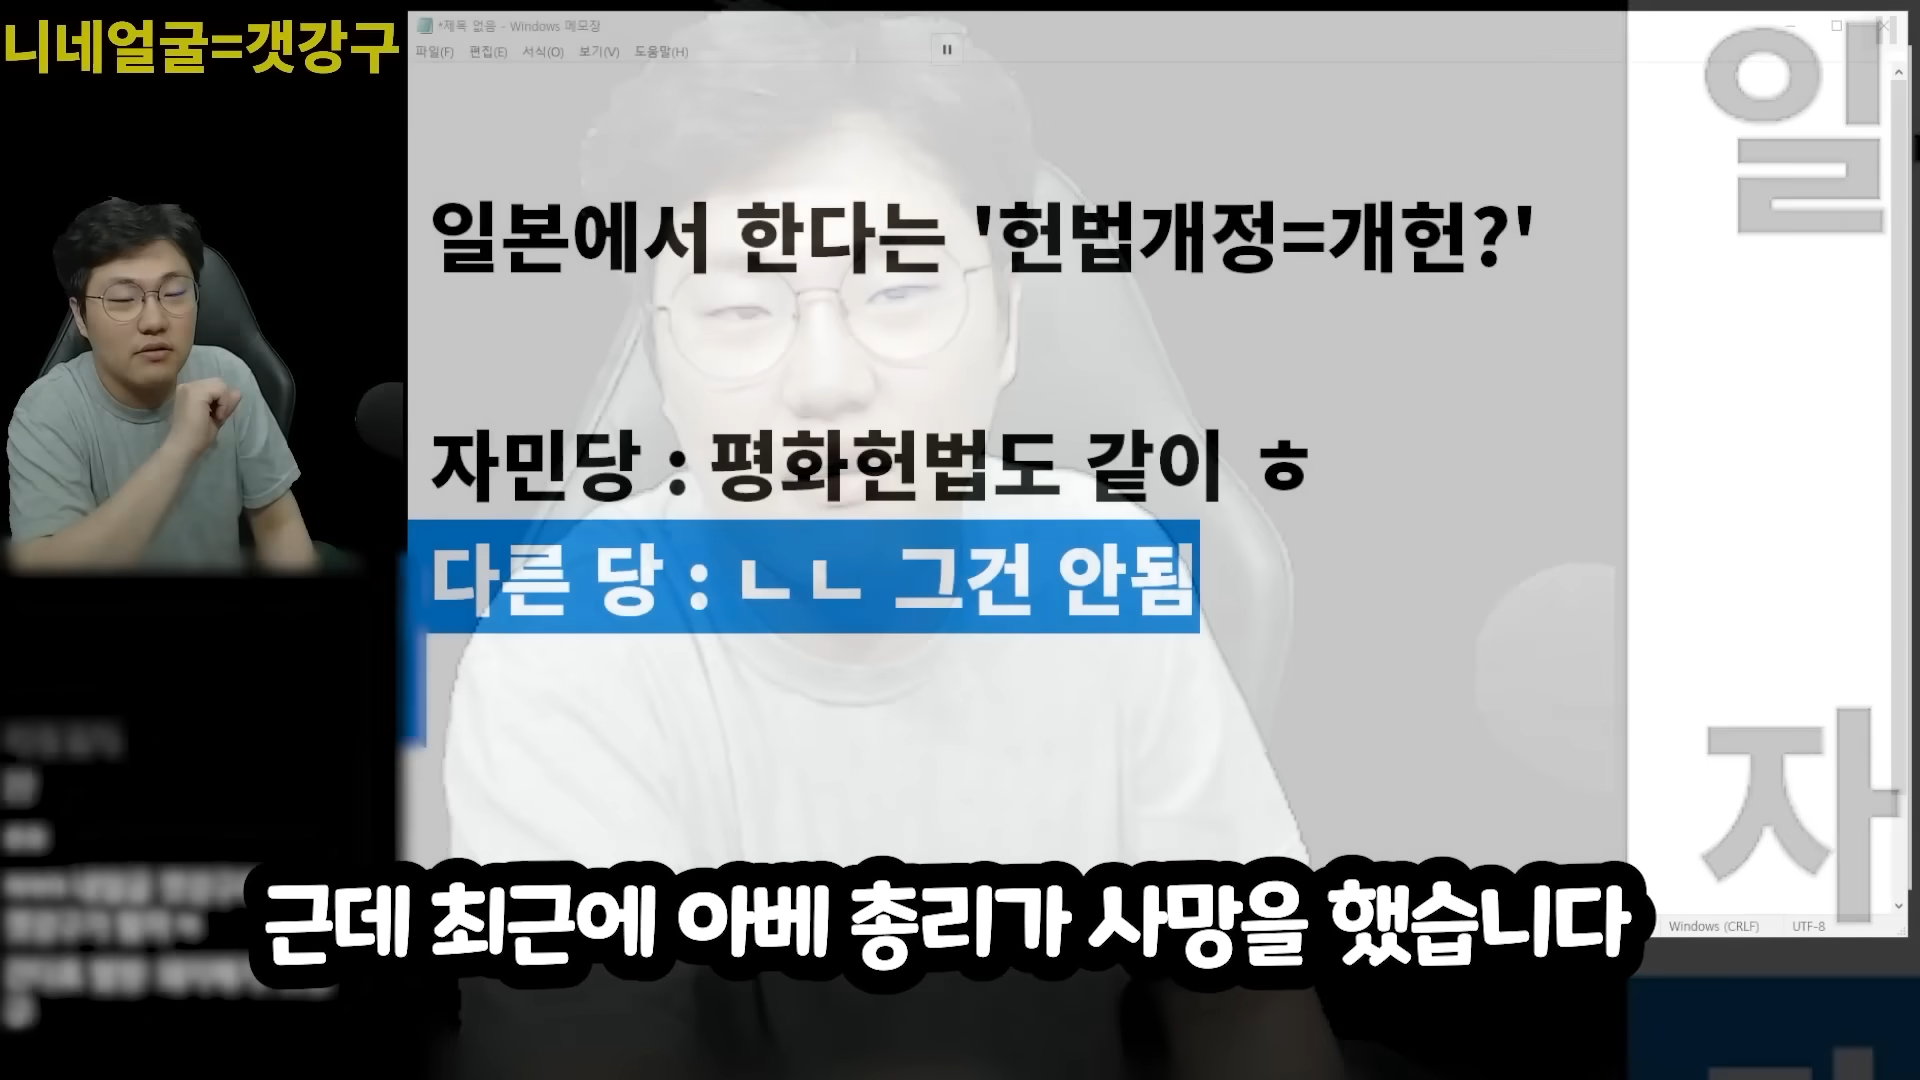 니네얼굴=갯강구
*제목 없음 - Windows 메모장
파일(F) 편집(E) 서식(O) 보기(V) 도움말(H)
일본에서 한다는 '헌법개정=개헌?'
자민당 : 평화헌법도 같이 ㅎ
다른 당 : ㄴㄴ 그건 안됨
일
자
근데 최근에 아베 총리가 사망을 했습니다
Windows (CRLF) UTF-8